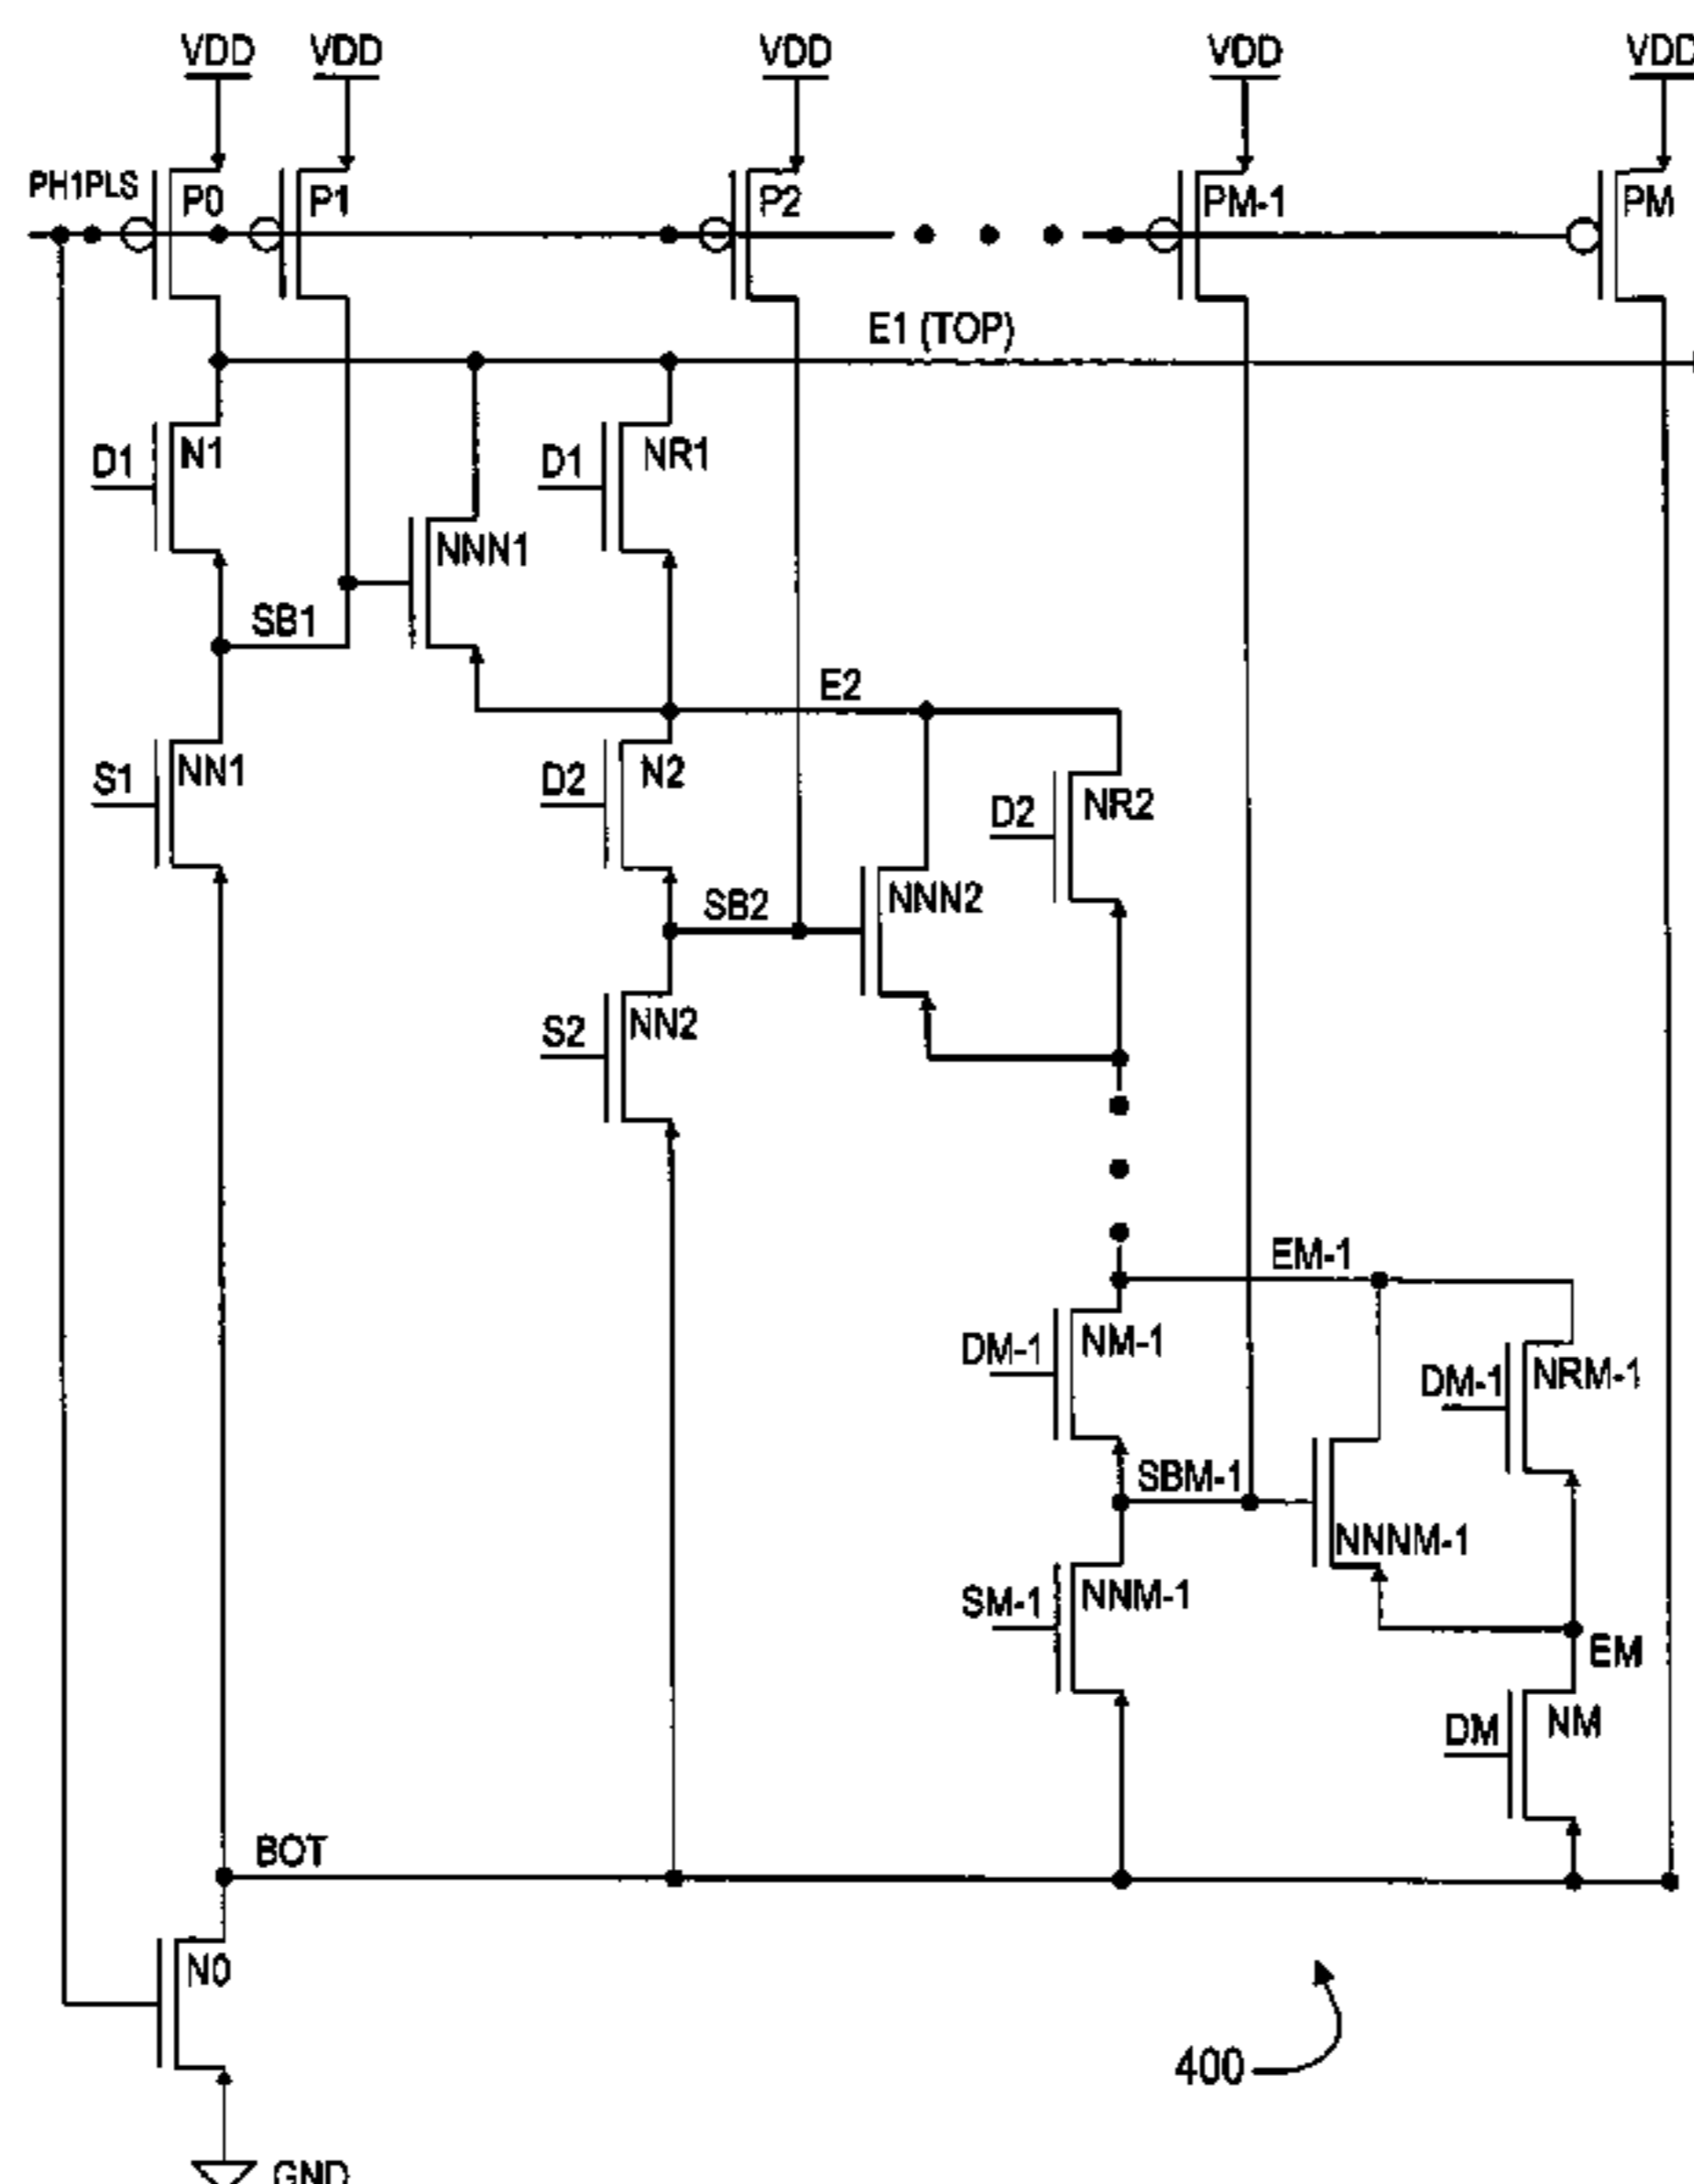 VDD VDD VDD VDD VDD
PH1PLS P0 P1 P2 PM-1 PM
E1 (TOP)
D1 N1 D1 NR1
NNN1
SB1
E2
S1 NN1 D2 N2 D2 NR2
SB2 NNN2
S2 NN2
EM-1
DM-1 NM-1 DM-1 NRM-1
SBM-1
NNNM-1
SM-1 NNM-1
EM
DM NM
BOT
N0
400
GND